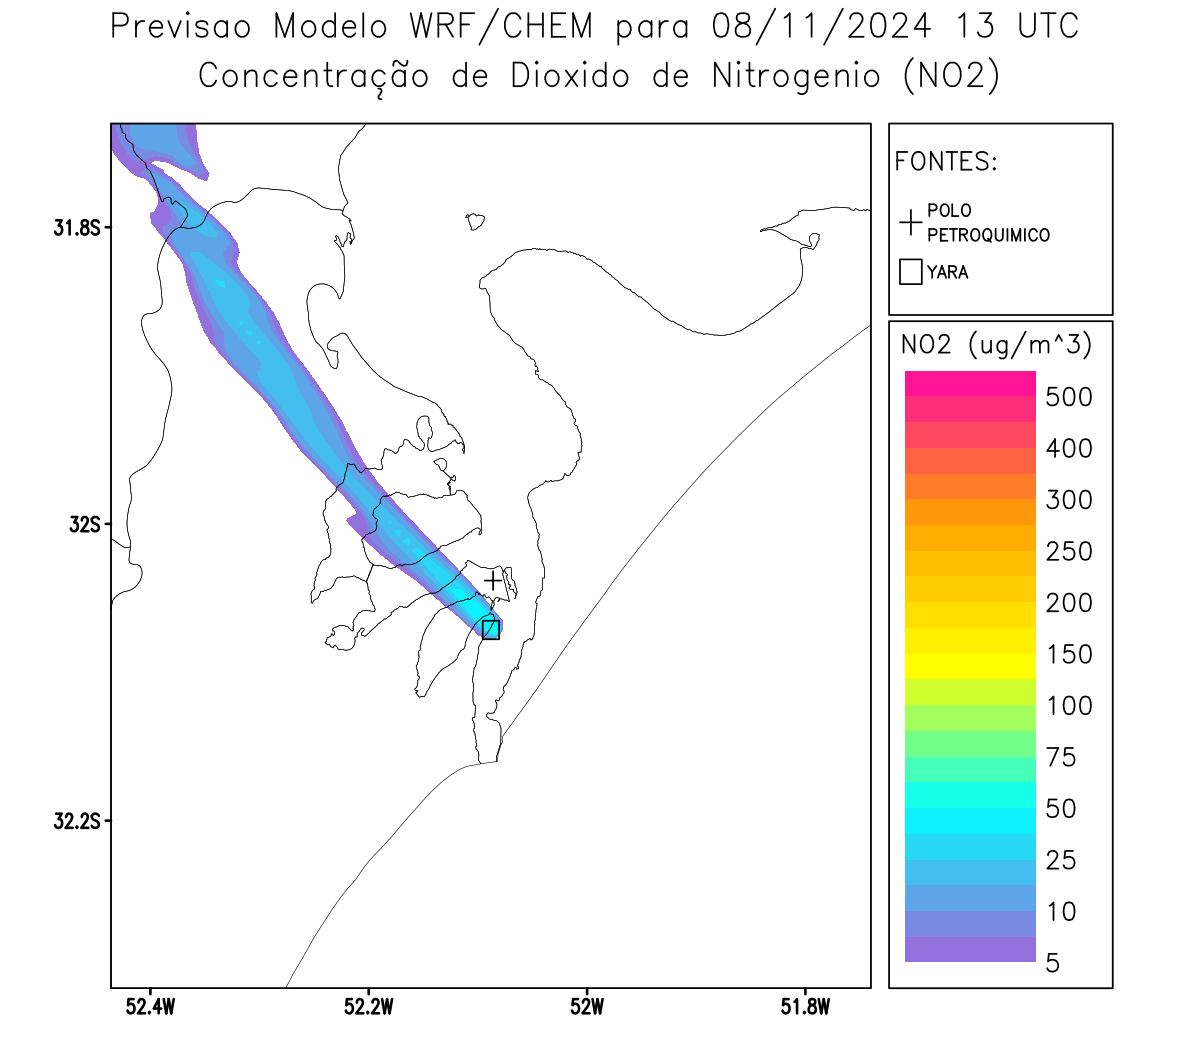 Previsao Modelo WRF/CHEM para 08/11/2024 13 UTC
Concentração de Dioxido de Nitrogenio (NO2)
FONTES:
POLO
PETROQUIMICO
YARA
31.8S
32S
32.2S
52.4W
52.2W
52W
51.8W
NO2 (ug/m^3)
500
400
300
250
200
150
100
75
50
25
10
5